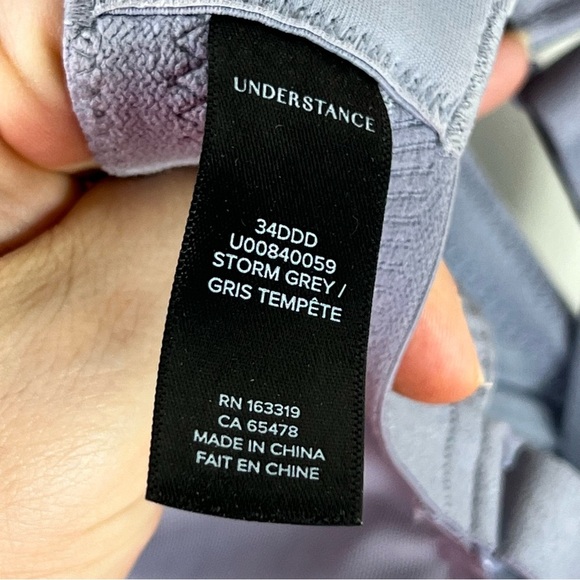 UNDERSTANCE
34DDD
U00840059
STORM GREY /
GRIS TEMPÊTE
RN 163319
CA 65478
MADE IN CHINA
FAIT EN CHINE